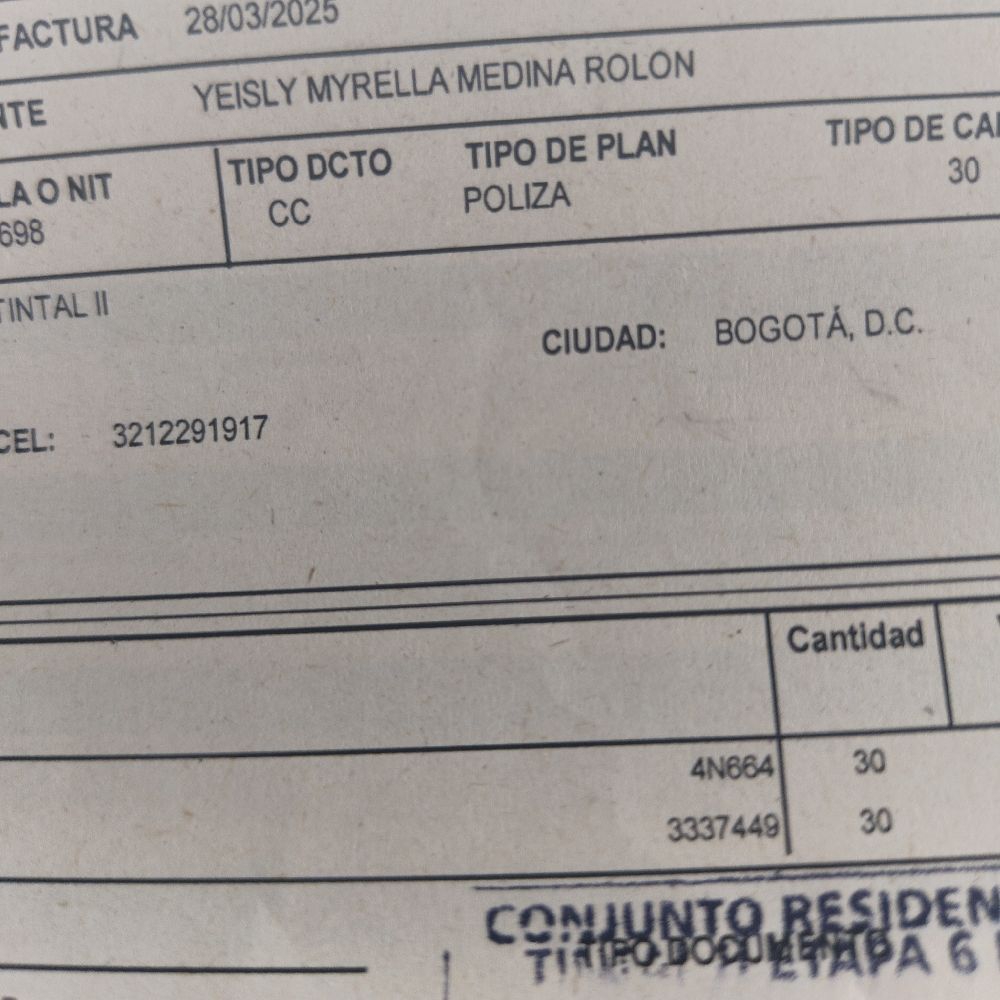 FACTURA 28/03/2025
NTE YEISLY MYRELLA MEDINA ROLON
LA O NIT TIPO DCTO TIPO DE PLAN TIPO DE CA
698 CC POLIZA 30
TINTAL II
CIUDAD: BOGOTÁ, D.C.
CEL: 3212291917
Cantidad
4N664 30
3337449 30
CONJUNTO RESIDEN
TIPO DOCUMENTO
ETAPA 6